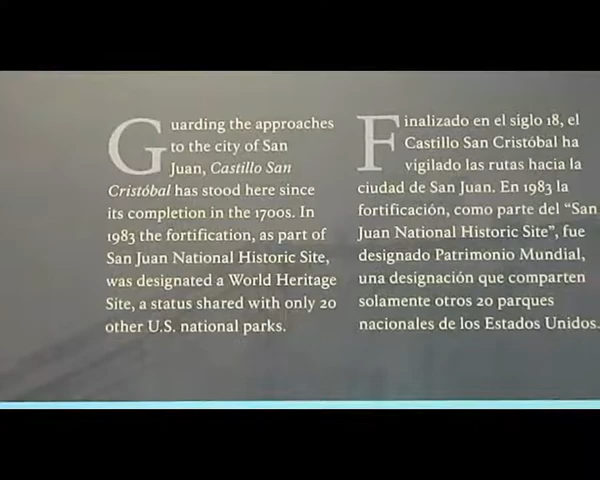 Guarding the approaches
to the city of San
Juan, Castillo San
Cristóbal has stood here since
its completion in the 1700s. In
1983 the fortification, as part of
San Juan National Historic Site,
was designated a World Heritage
Site, a status shared with only 20
other U.S. national parks.
Finalizado en el siglo 18, el
Castillo San Cristóbal ha
vigilado las rutas hacia la
ciudad de San Juan. En 1983 la
fortificación, como parte del “San
Juan National Historic Site”, fue
designado Patrimonio Mundial,
una designación que comparten
solamente otros 20 parques
nacionales de los Estados Unidos.